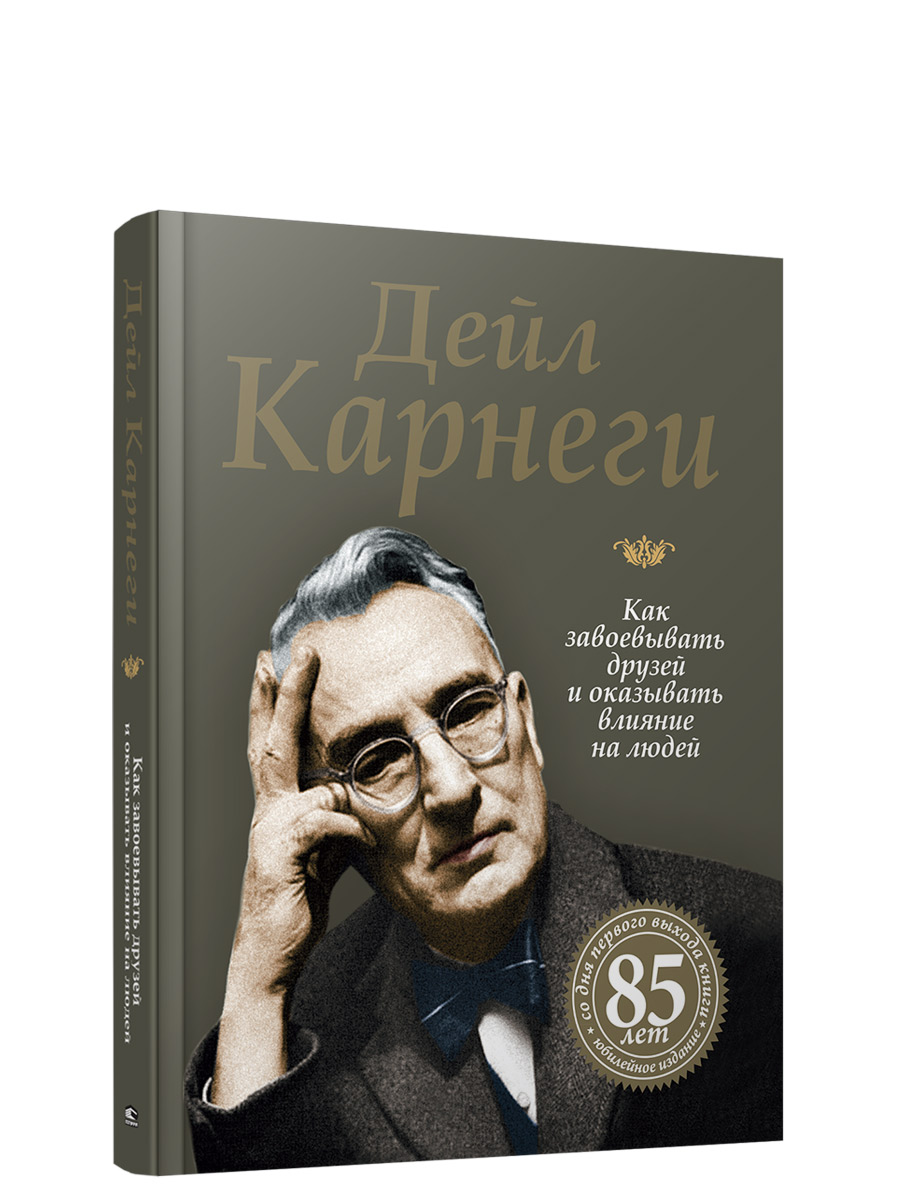 Дейл
Карнеги
Как
завоевывать
друзей
и оказывать
влияние
на людей
со дня первого выхода книги
85
лет
★ юбилейное издание ★
Дейл Карнеги
Как завоевывать друзей
и оказывать влияние на людей